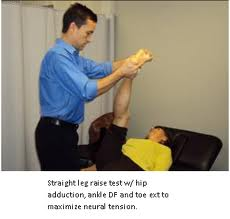 Straight leg raise test w/ hip
adduction, ankle DF and toe ext to
maximize neural tension.